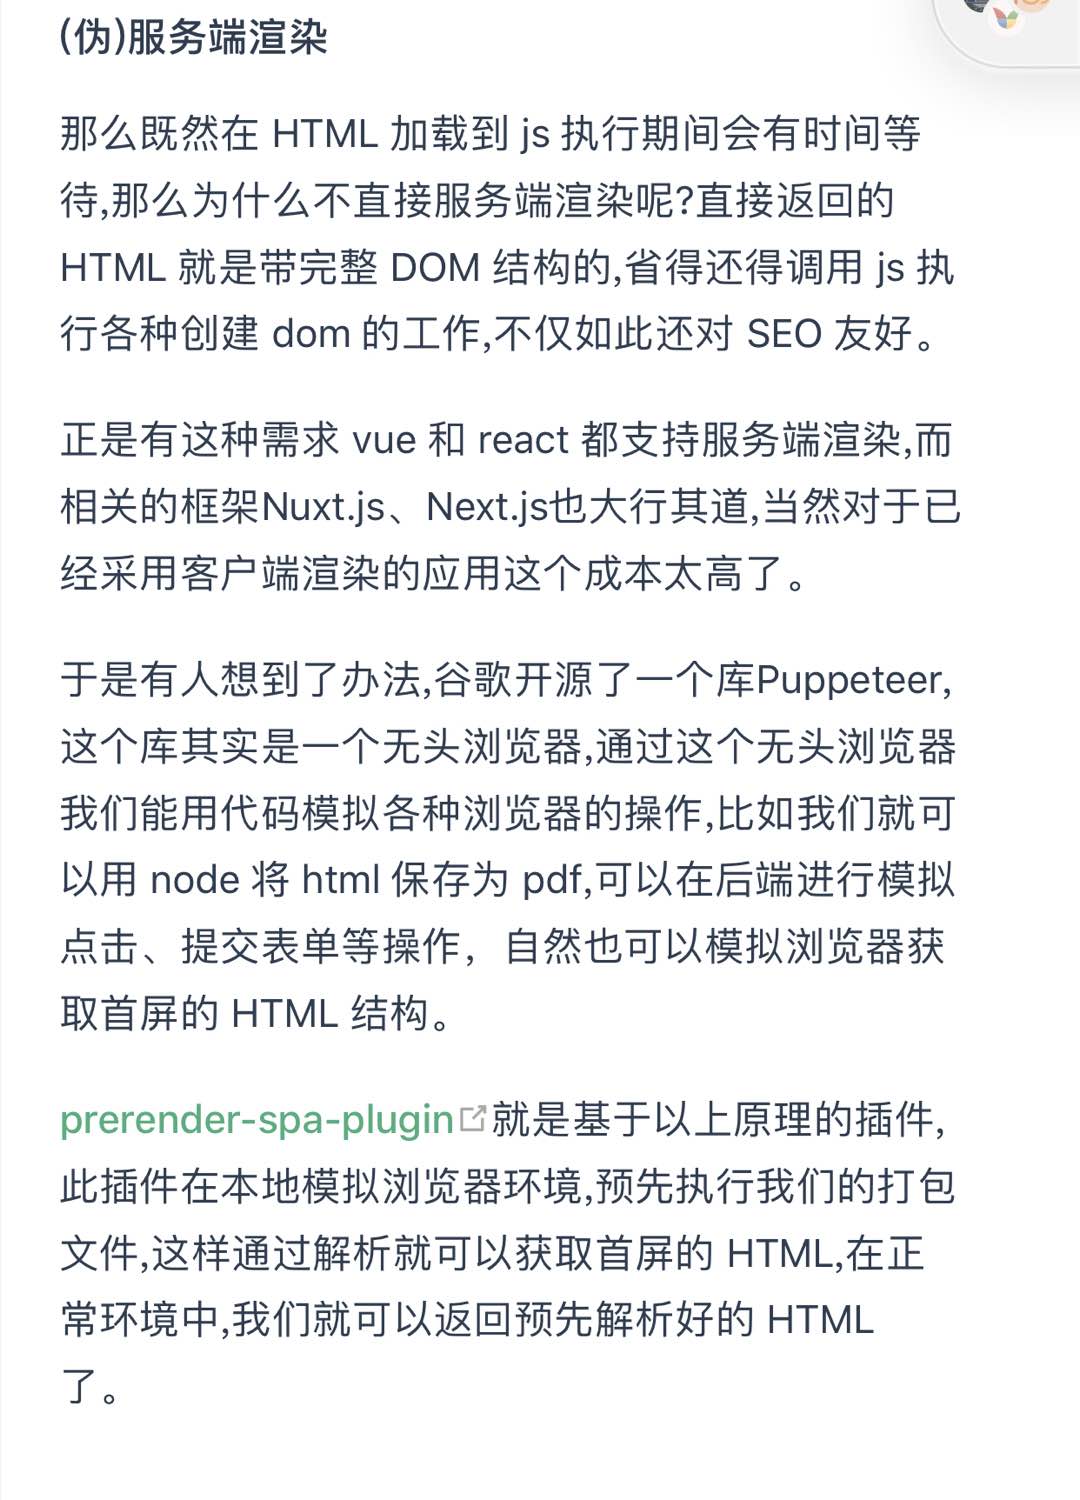 (伪)服务端渲染
那么既然在 HTML 加载到 js 执行期间会有时间等
待,那么为什么不直接服务端渲染呢?直接返回的
HTML 就是带完整 DOM 结构的,省得还得调用 js 执
行各种创建 dom 的工作,不仅如此还对 SEO 友好。
正是有这种需求 vue 和 react 都支持服务端渲染,而
相关的框架Nuxt.js、Next.js也大行其道,当然对于已
经采用客户端渲染的应用这个成本太高了。
于是有人想到了办法,谷歌开源了一个库Puppeteer,
这个库其实是一个无头浏览器,通过这个无头浏览器
我们能用代码模拟各种浏览器的操作,比如我们就可
以用 node 将 html 保存为 pdf,可以在后端进行模拟
点击、提交表单等操作，自然也可以模拟浏览器获
取首屏的 HTML 结构。
prerender-spa-plugin就是基于以上原理的插件,
此插件在本地模拟浏览器环境,预先执行我们的打包
文件,这样通过解析就可以获取首屏的 HTML,在正
常环境中,我们就可以返回预先解析好的 HTML
了。